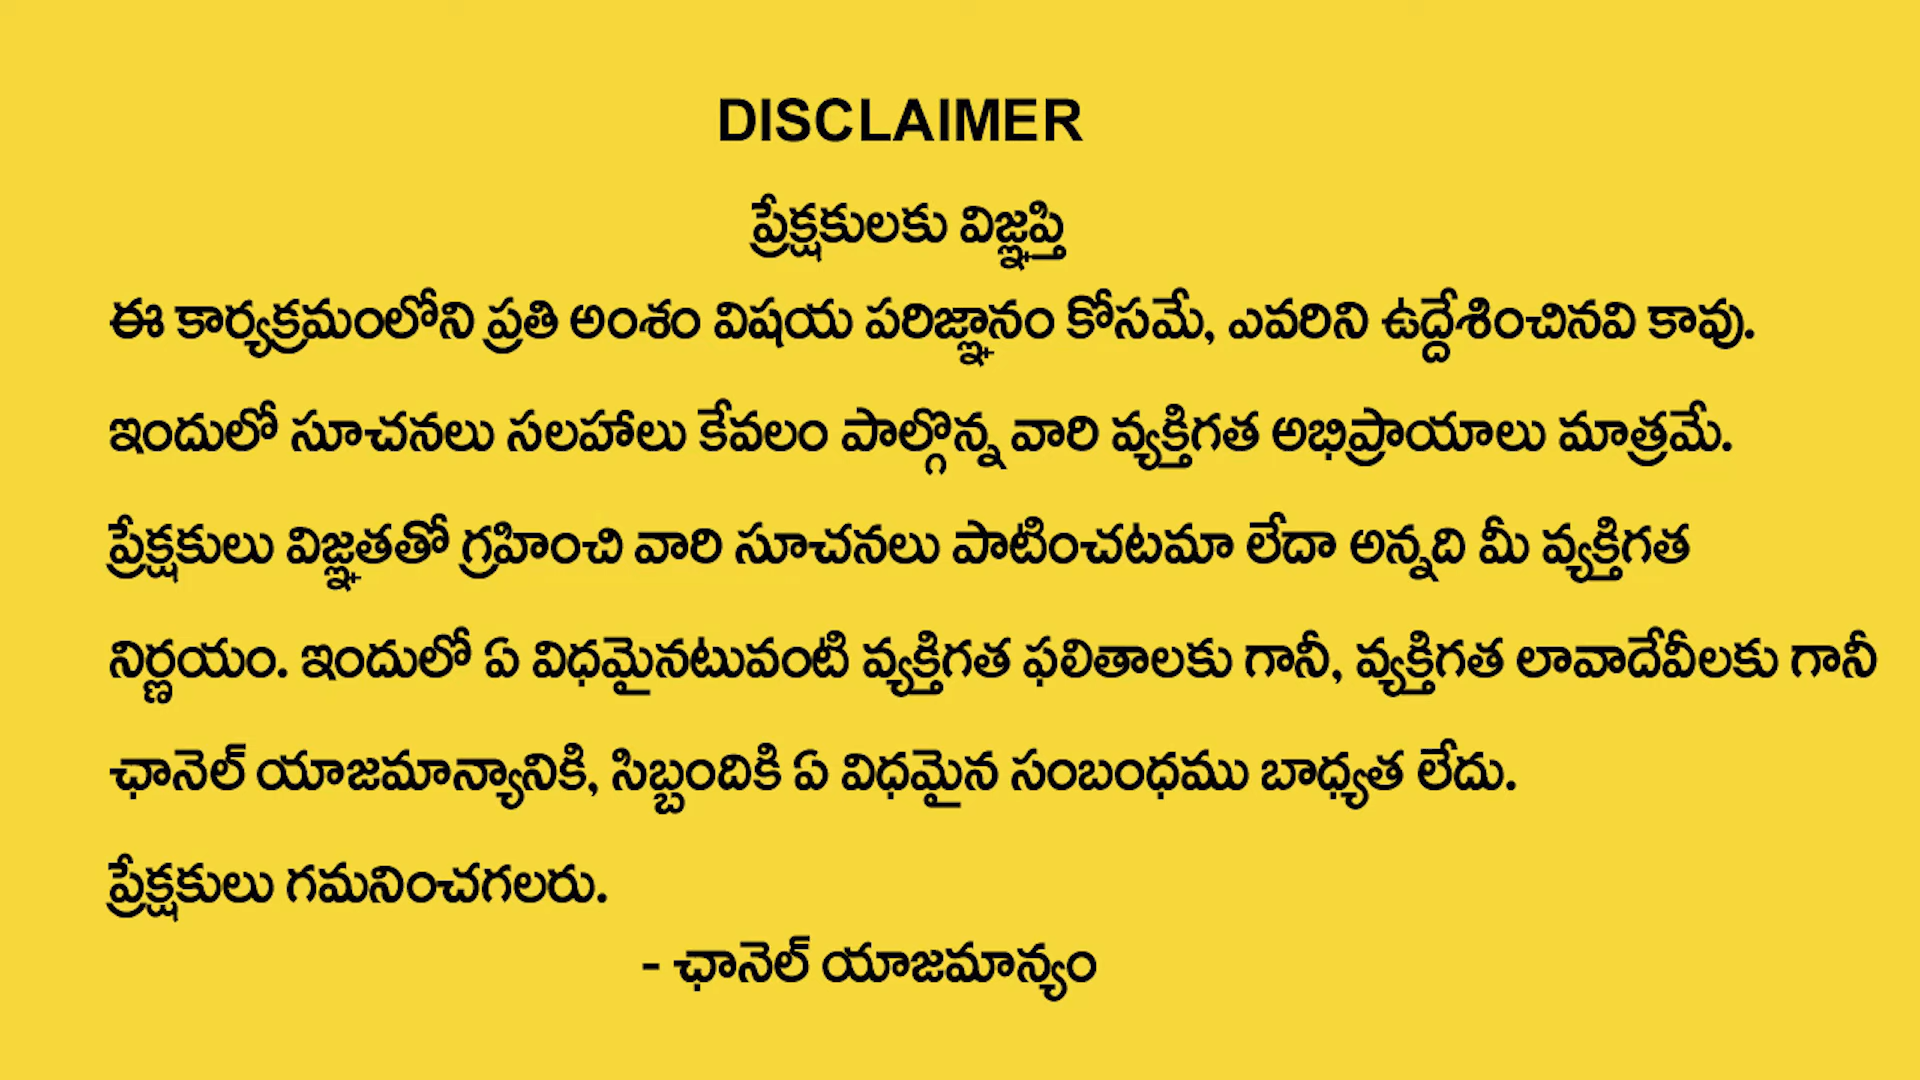 DISCLAIMER
ప్రేక్షకులకు విజ్ఞప్తి
ఈ కార్యక్రమంలోని ప్రతి అంశం విషయ పరిజ్ఞానం కోసమే, ఎవరిని ఉద్దేశించినవి కావు.
ఇందులో సూచనలు సలహాలు కేవలం పాల్గొన్న వారి వ్యక్తిగత అభిప్రాయాలు మాత్రమే.
ప్రేక్షకులు విజ్ఞతతో గ్రహించి వారి సూచనలు పాటించటమా లేదా అన్నది మీ వ్యక్తిగత
నిర్ణయం. ఇందులో ఏ విధమైనటువంటి వ్యక్తిగత ఫలితాలకు గానీ, వ్యక్తిగత లావాదేవీలకు గానీ
ఛానెల్ యాజమాన్యానికి, సిబ్బందికి ఏ విధమైన సంబంధము బాధ్యత లేదు.
ప్రేక్షకులు గమనించగలరు.
- ఛానెల్ యాజమాన్యం